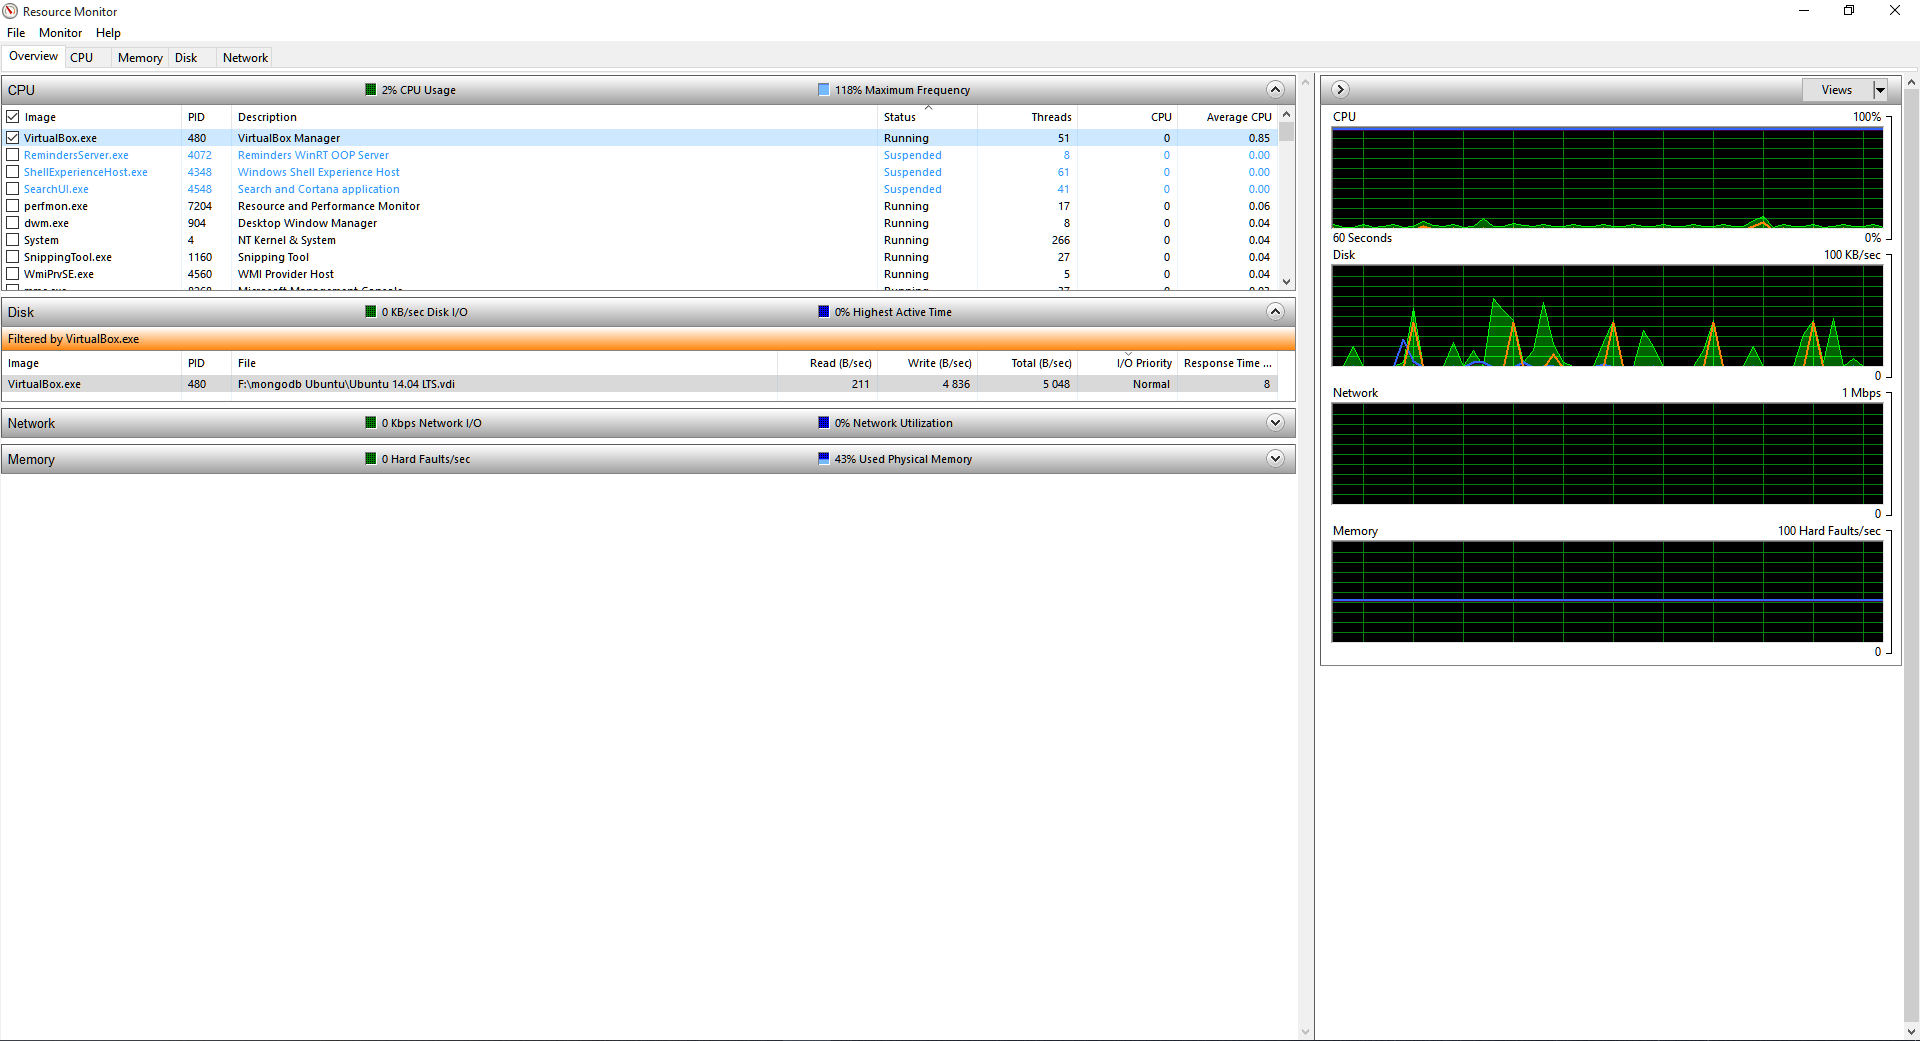 Resource Monitor
File Monitor Help
Overview CPU Memory Disk Network
CPU 2% CPU Usage 118% Maximum Frequency
Image PID Description Status Threads CPU Average CPU
VirtualBox.exe 480 VirtualBox Manager Running 51 0 0.85
RemindersServer.exe 4072 Reminders WinRT OOP Server Suspended 8 0 0.00
ShellExperienceHost.exe 4348 Windows Shell Experience Host Suspended 61 0 0.00
SearchUI.exe 4548 Search and Cortana application Suspended 41 0 0.00
perfmon.exe 7204 Resource and Performance Monitor Running 17 0 0.06
dwm.exe 904 Desktop Window Manager Running 8 0 0.04
System 4 NT Kernel & System Running 266 0 0.04
SnippingTool.exe 1160 Snipping Tool Running 27 0 0.04
WmiPrvSE.exe 4560 WMI Provider Host Running 5 0 0.04
Disk 0 KB/sec Disk I/O 0% Highest Active Time
Filtered by VirtualBox.exe
Image PID File Read (B/sec) Write (B/sec) Total (B/sec) I/O Priority Response Time ...
VirtualBox.exe 480 F:\mongodb Ubuntu\Ubuntu 14.04 LTS.vdi 211 4 836 5 048 Normal 8
Network 0 Kbps Network I/O 0% Network Utilization
Memory 0 Hard Faults/sec 43% Used Physical Memory
Views
CPU 100%
60 Seconds 0%
Disk 100 KB/sec
0
Network 1 Mbps
0
Memory 100 Hard Faults/sec
0